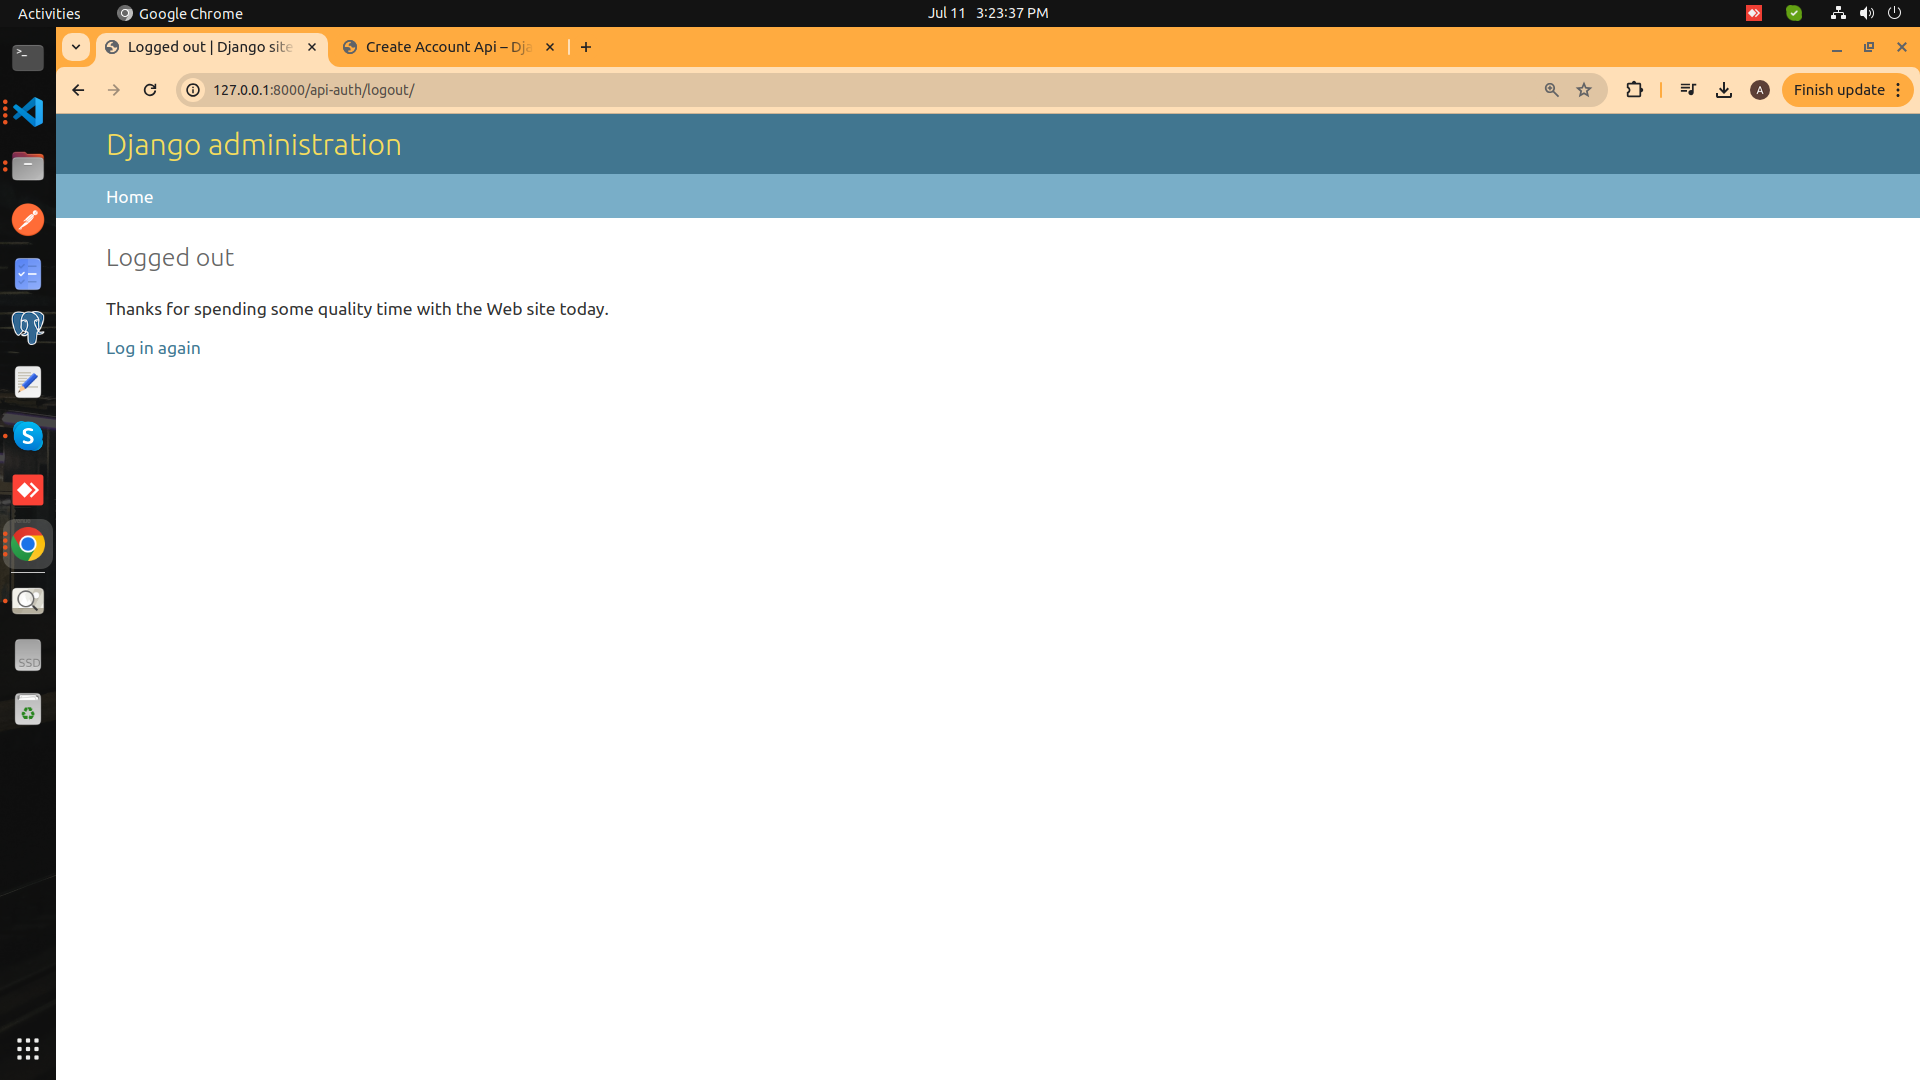 Activities
Google Chrome
Jul 11 3:23:37 PM
Logged out | Django site
Create Account Api – Dja
127.0.0.1:8000/api-auth/logout/
A
Finish update
Django administration
Home
Logged out
Thanks for spending some quality time with the Web site today.
Log in again
S
SSD